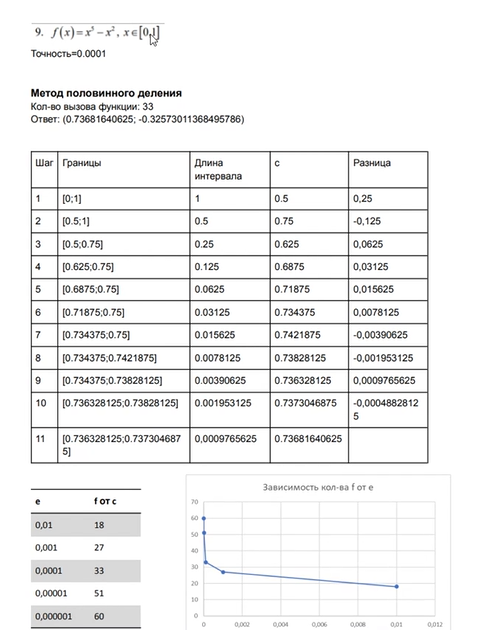 9. f(x)=x⁵−x², x∈[0,1]
Точность=0.0001
Метод половинного деления
Кол-во вызова функции: 33
Ответ: (0.73681640625; -0.32573011368495786)
Шаг Границы Длина интервала c Разница
1 [0;1] 1 0.5 0,25
2 [0.5;1] 0.5 0.75 -0,125
3 [0.5;0.75] 0.25 0.625 0,0625
4 [0.625;0.75] 0.125 0.6875 0,03125
5 [0.6875;0.75] 0.0625 0.71875 0,015625
6 [0.71875;0.75] 0.03125 0.734375 0,0078125
7 [0.734375;0.75] 0.015625 0.7421875 -0,00390625
8 [0.734375;0.7421875] 0.0078125 0.73828125 -0,001953125
9 [0.734375;0.73828125] 0.00390625 0.736328125 0,0009765625
10 [0.736328125;0.73828125] 0.001953125 0.7373046875 -0,00048828125
11 [0.736328125;0.7373046875] 0,0009765625 0.73681640625
e f от c
0,01 18
0,001 27
0,0001 33
0,00001 51
0,000001 60
Зависимость кол-ва f от e
70
60
50
40
30
20
10
0
0 0,002 0,004 0,006 0,008 0,01 0,012